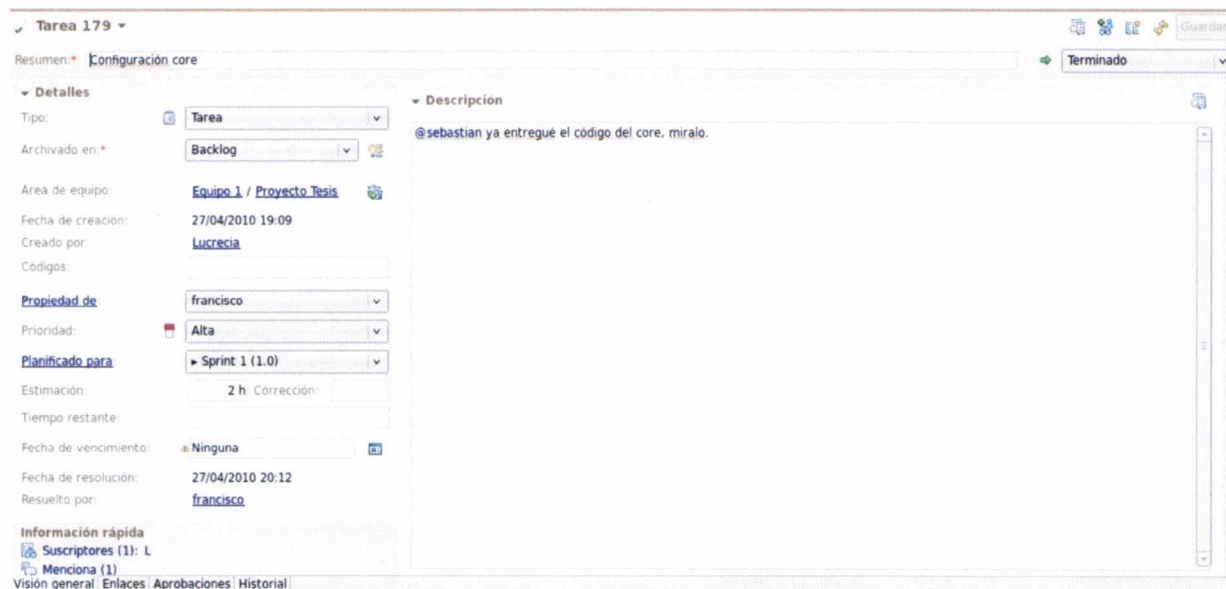 Tarea 179
Guardar
Resumen:* Configuración core
Terminado
Detalles
Tipo: Tarea
Archivado en:* Backlog
Area de equipo: Equipo 1 / Proyecto Tesis
Fecha de creación: 27/04/2010 19:09
Creado por: Lucrecia
Códigos:
Propiedad de: francisco
Prioridad: Alta
Planificado para: Sprint 1 (1.0)
Estimación: 2 h Corrección:
Tiempo restante:
Fecha de vencimiento: Ninguna
Fecha de resolución: 27/04/2010 20:12
Resuelto por: francisco
Información rápida
Suscriptores (1): L
Menciona (1)
Visión general Enlaces Aprobaciones Historial
Descripción
@sebastian ya entregué el código del core, miralo.